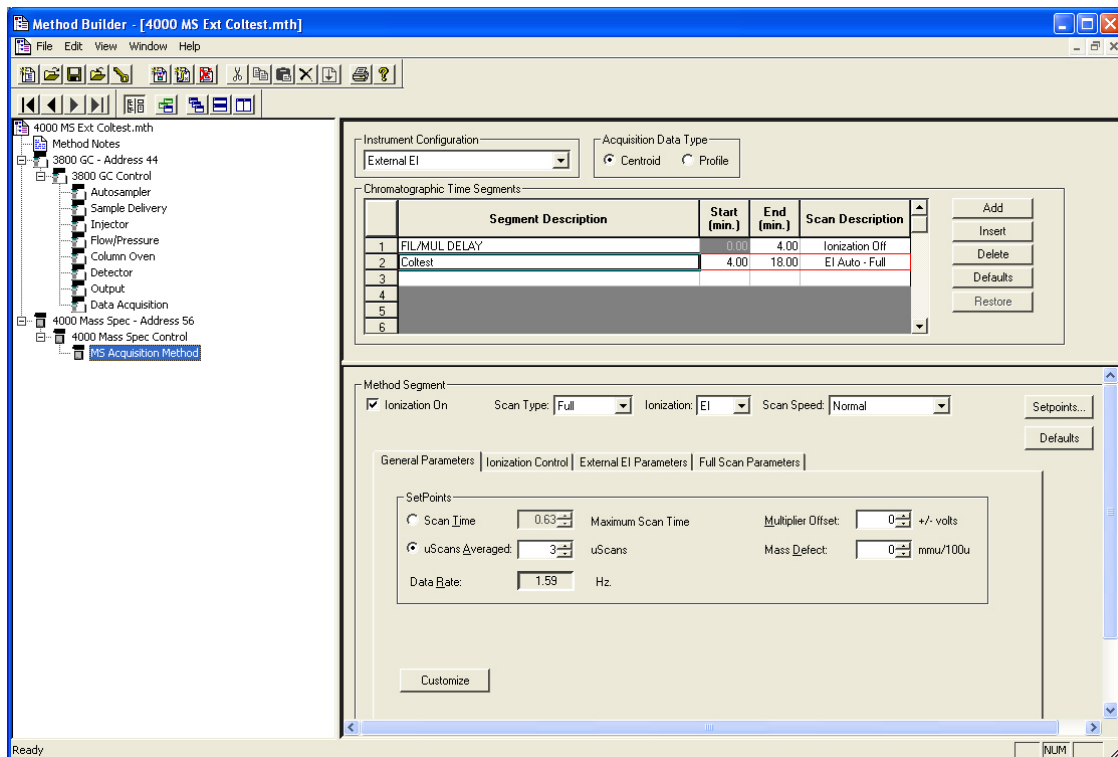 Method Builder - [4000 MS Ext Coltest.mth]
File Edit View Window Help
4000 MS Ext Coltest.mth
Method Notes
3800 GC - Address 44
3800 GC Control
Autosampler
Sample Delivery
Injector
Flow/Pressure
Column Oven
Detector
Output
Data Acquisition
4000 Mass Spec - Address 56
4000 Mass Spec Control
MS Acquisition Method
Instrument Configuration
External EI
Acquisition Data Type
Centroid Profile
Chromatographic Time Segments
Segment Description Start (min.) End (min.) Scan Description
1 FIL/MUL DELAY 0.00 4.00 Ionization Off
2 Coltest 4.00 18.00 EI Auto - Full
3
4
5
6
Add
Insert
Delete
Defaults
Restore
Method Segment
Ionization On Scan Type: Full Ionization: EI Scan Speed: Normal
Setpoints...
Defaults
General Parameters Ionization Control External EI Parameters Full Scan Parameters
SetPoints
Scan Time 0.63 Maximum Scan Time Multiplier Offset: 0 +/- volts
uScans Averaged: 3 uScans Mass Defect: 0 mmu/100u
Data Rate: 1.59 Hz.
Customize
Ready NUM